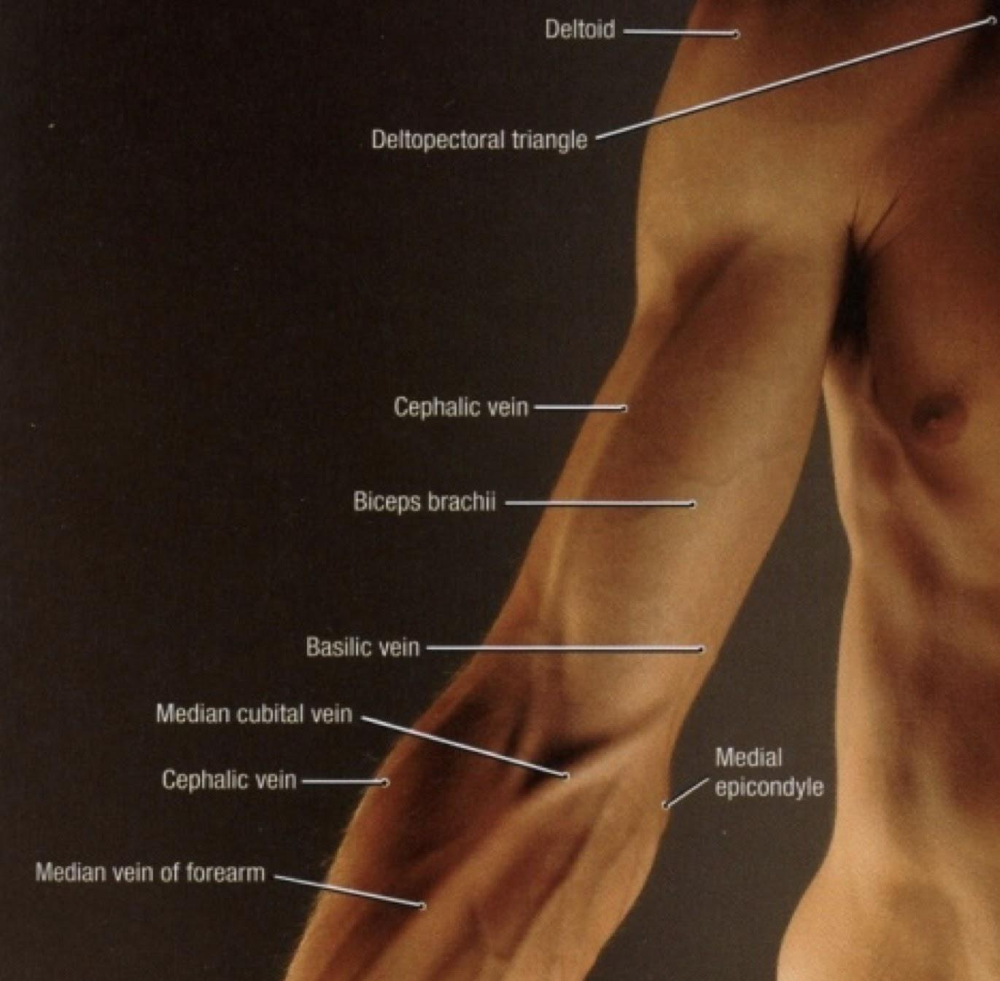 Deltoid
Deltopectoral triangle
Cephalic vein
Biceps brachii
Basilic vein
Median cubital vein
Medial
epicondyle
Cephalic vein
Median vein of forearm